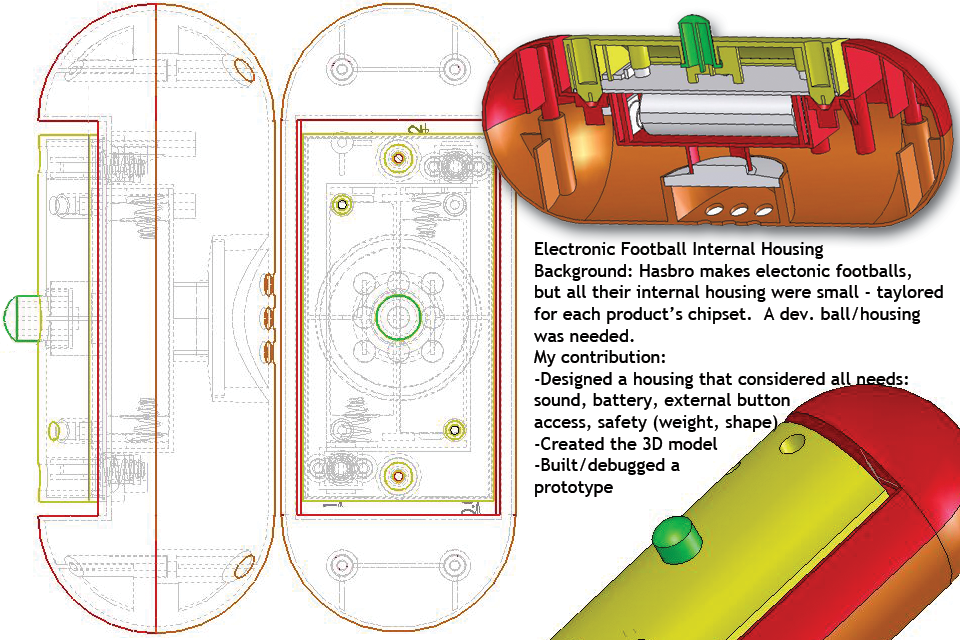 Electronic Football Internal Housing
Background: Hasbro makes electonic footballs,
but all their internal housing were small - taylored
for each product's chipset.  A dev. ball/housing
was needed.
My contribution:
-Designed a housing that considered all needs:
sound, battery, external button
access, safety (weight, shape)
-Created the 3D model
-Built/debugged a
prototype